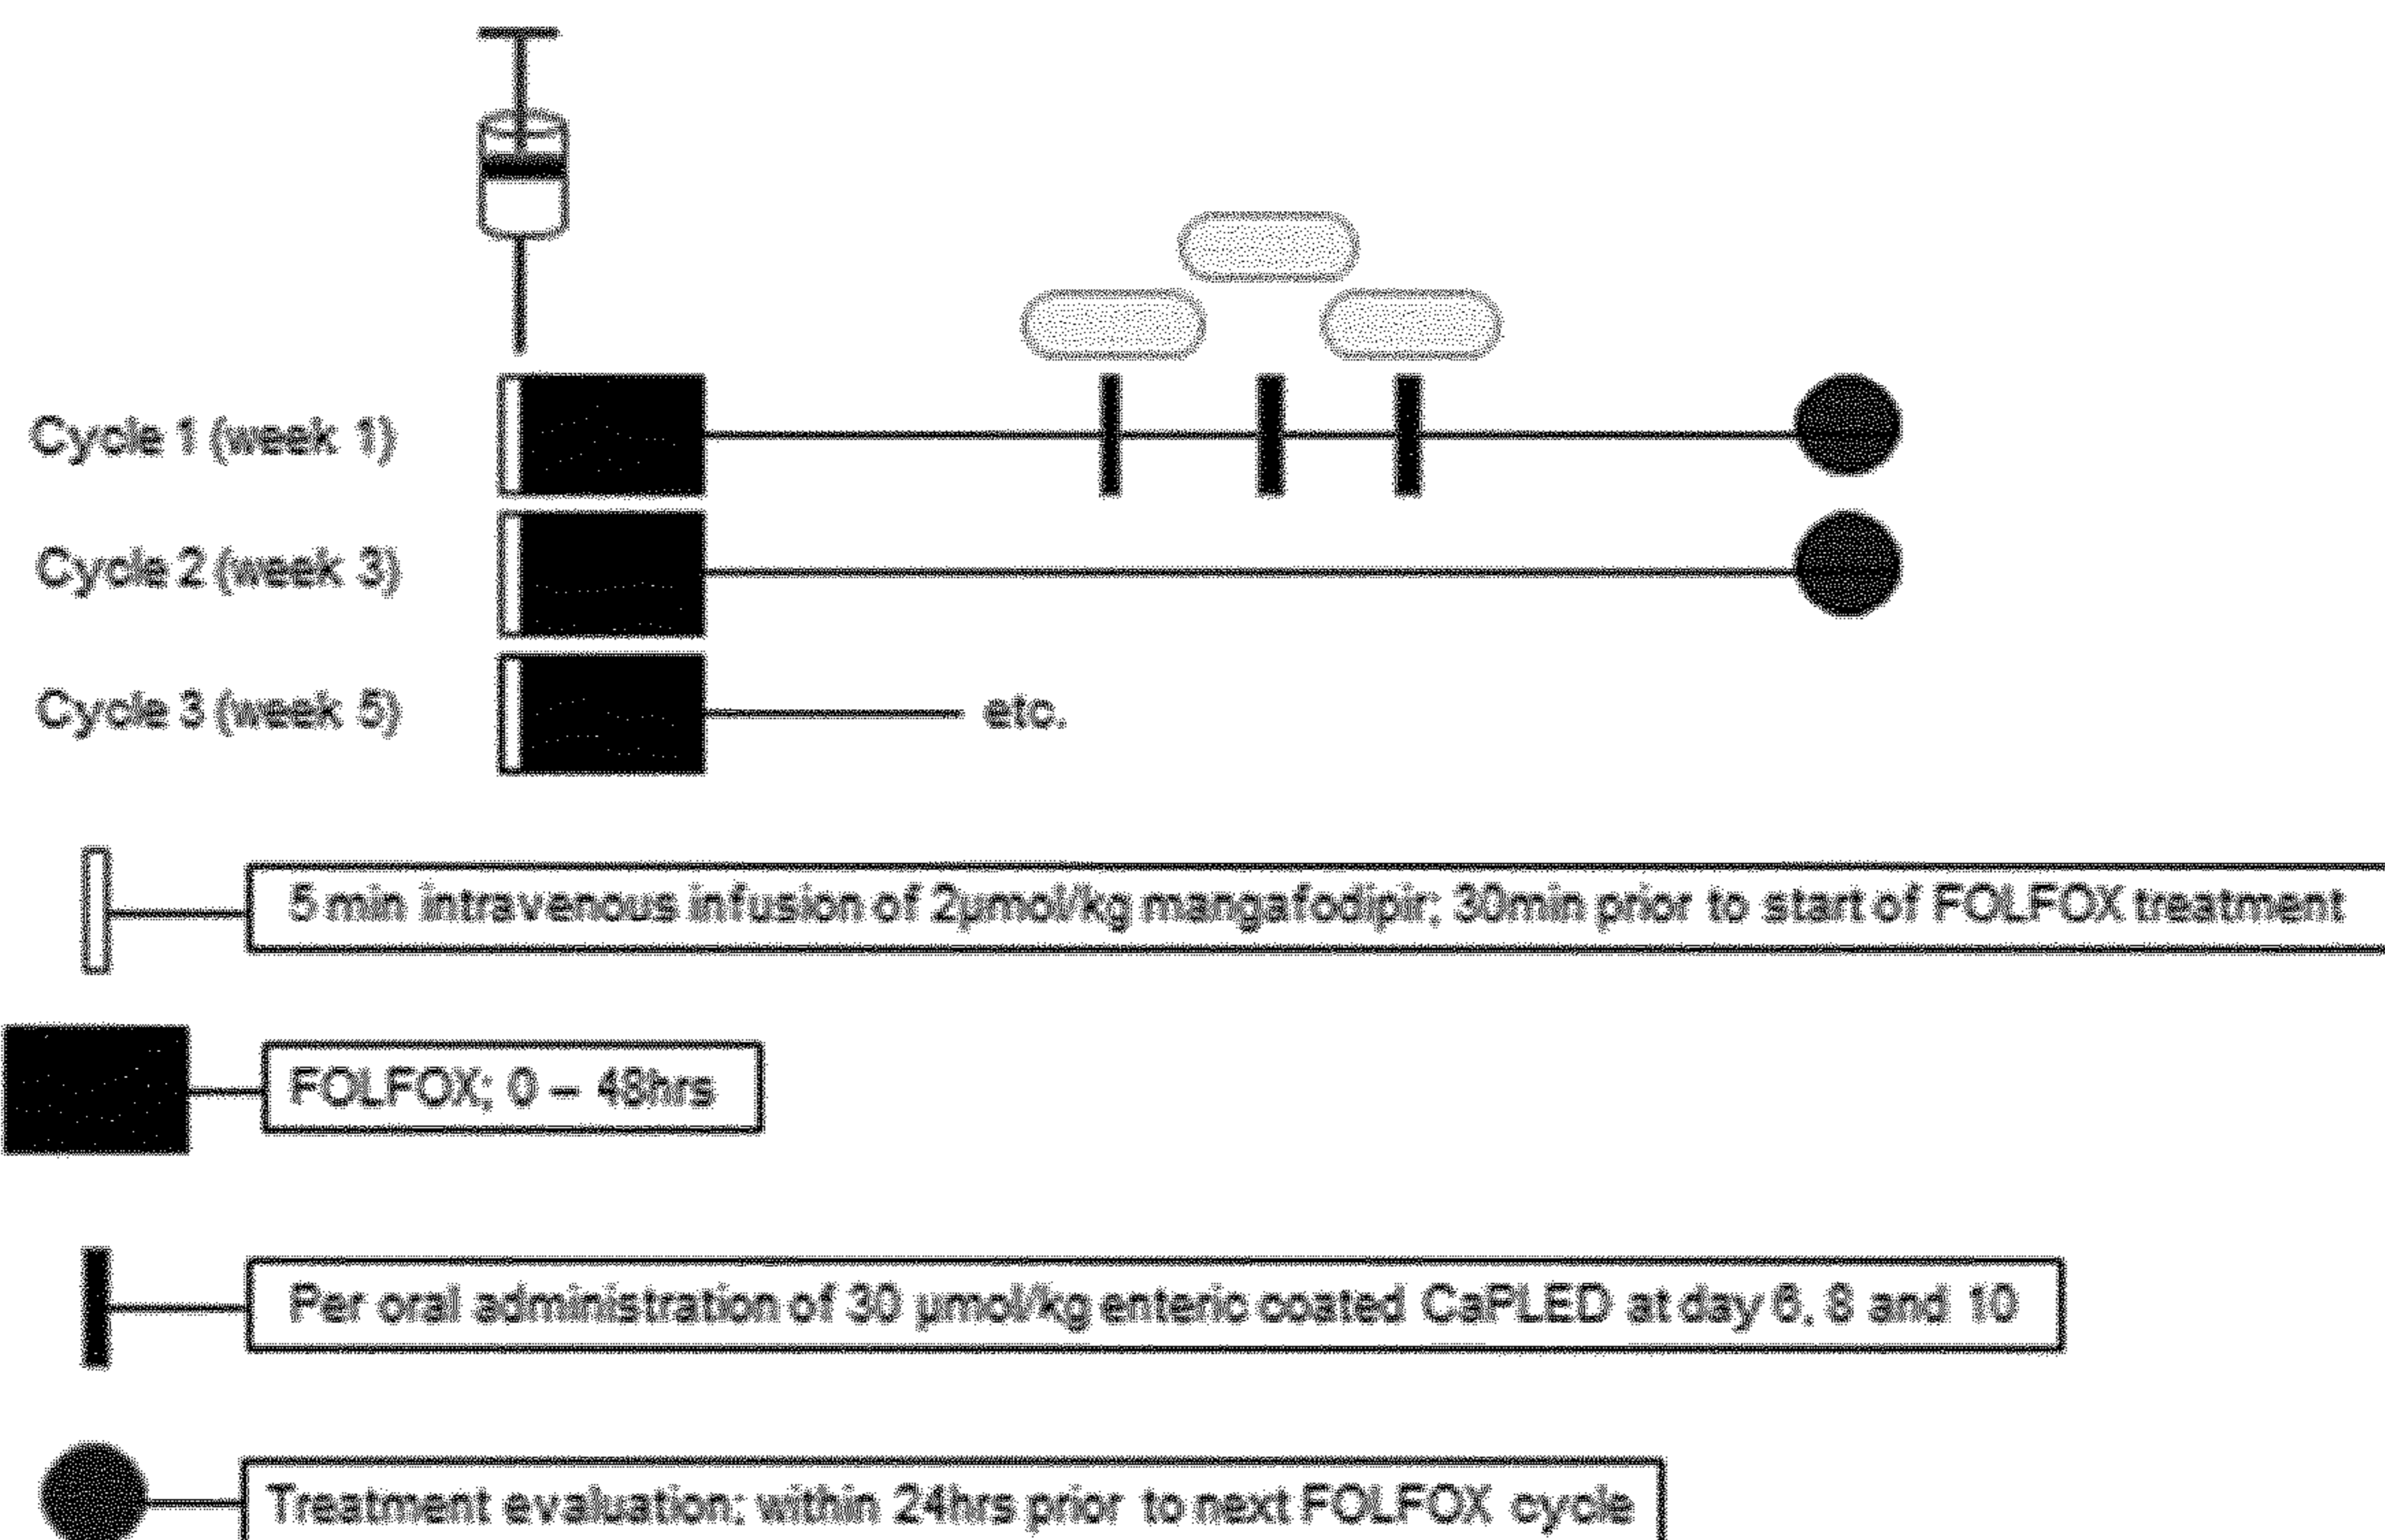 Cycle 1 (week 1)
Cycle 2 (week 3)
Cycle 3 (week 5)
etc.
5 min intravenous infusion of 2µmol/kg mangafodipir; 30min prior to start of FOLFOX treatment
FOLFOX; 0 – 48hrs
Per oral administration of 30 µmol/kg enteric coated CaPLED at day 6, 8 and 10
Treatment evaluation; within 24hrs prior to next FOLFOX cycle